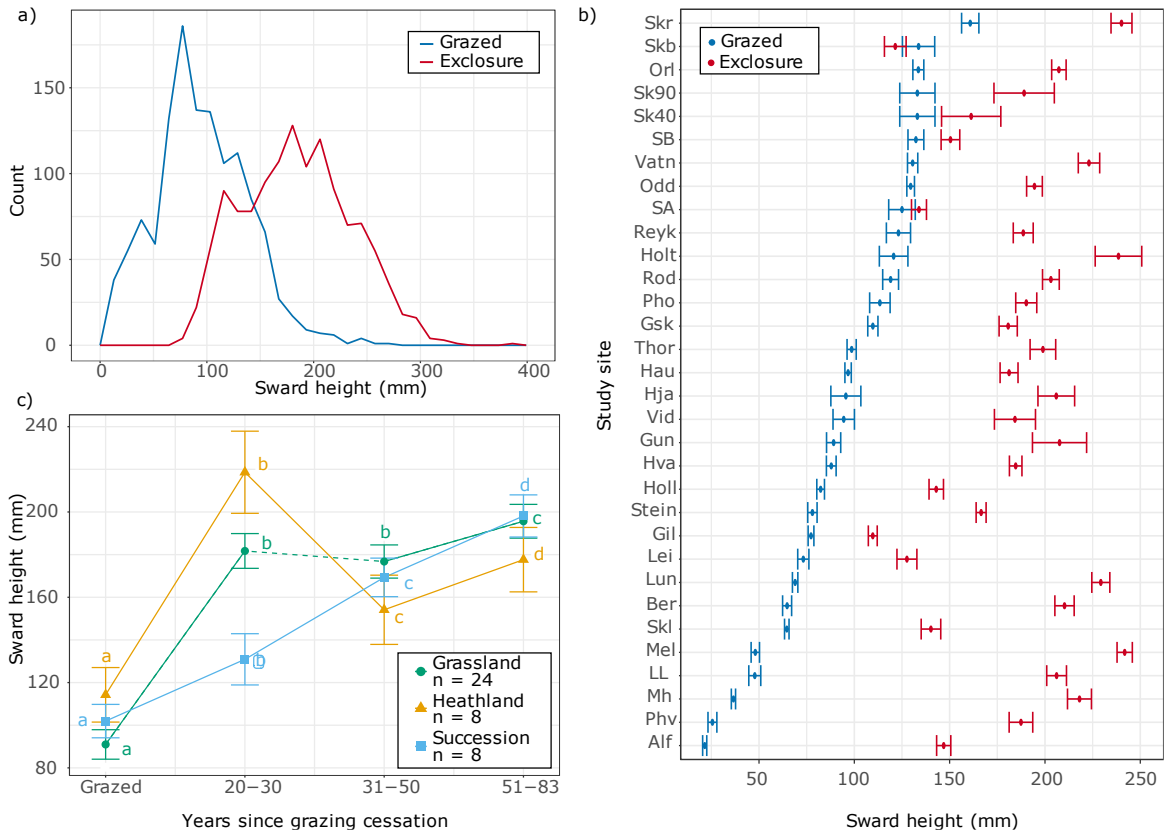 a)
Grazed
Exclosure
Count
150
100
50
0
0
100
200
300
400
Sward height (mm)
b)
Grazed
Exclosure
Study site
Skr
Skb
Orl
Sk90
Sk40
SB
Vatn
Odd
SA
Reyk
Holt
Rod
Pho
Gsk
Thor
Hau
Hja
Vid
Gun
Hva
Holl
Stein
Gil
Lei
Lun
Ber
Skl
Mel
LL
Mh
Phv
Alf
50
100
150
200
250
Sward height (mm)
c)
Sward height (mm)
240
200
160
120
80
a
a
a
b
b
b
b
c
c
d
c
d
Grassland
n = 24
Heathland
n = 8
Succession
n = 8
Grazed
20−30
31−50
51−83
Years since grazing cessation